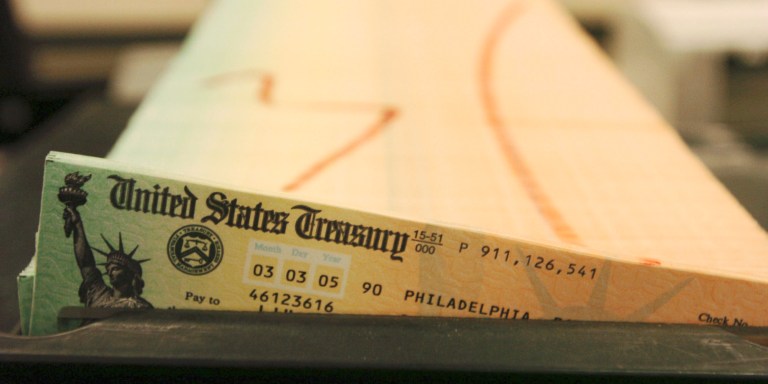 United States Treasury 15-51 000 P 911,126,541
Month Day Year
03 03 05 90 PHILADELPHIA,
Pay to 46123616
Check No.